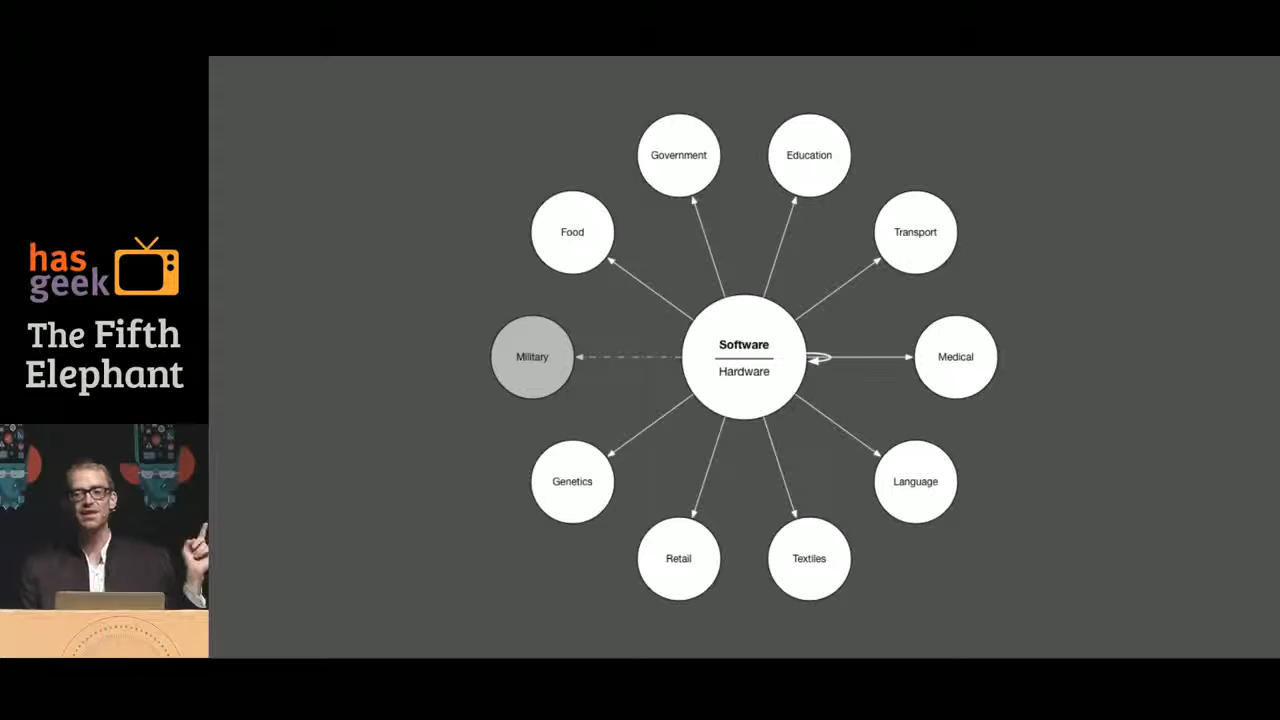 has
geek
The Fifth
Elephant
Government
Education
Food
Transport
Military
Software
Hardware
Medical
Genetics
Language
Retail
Textiles